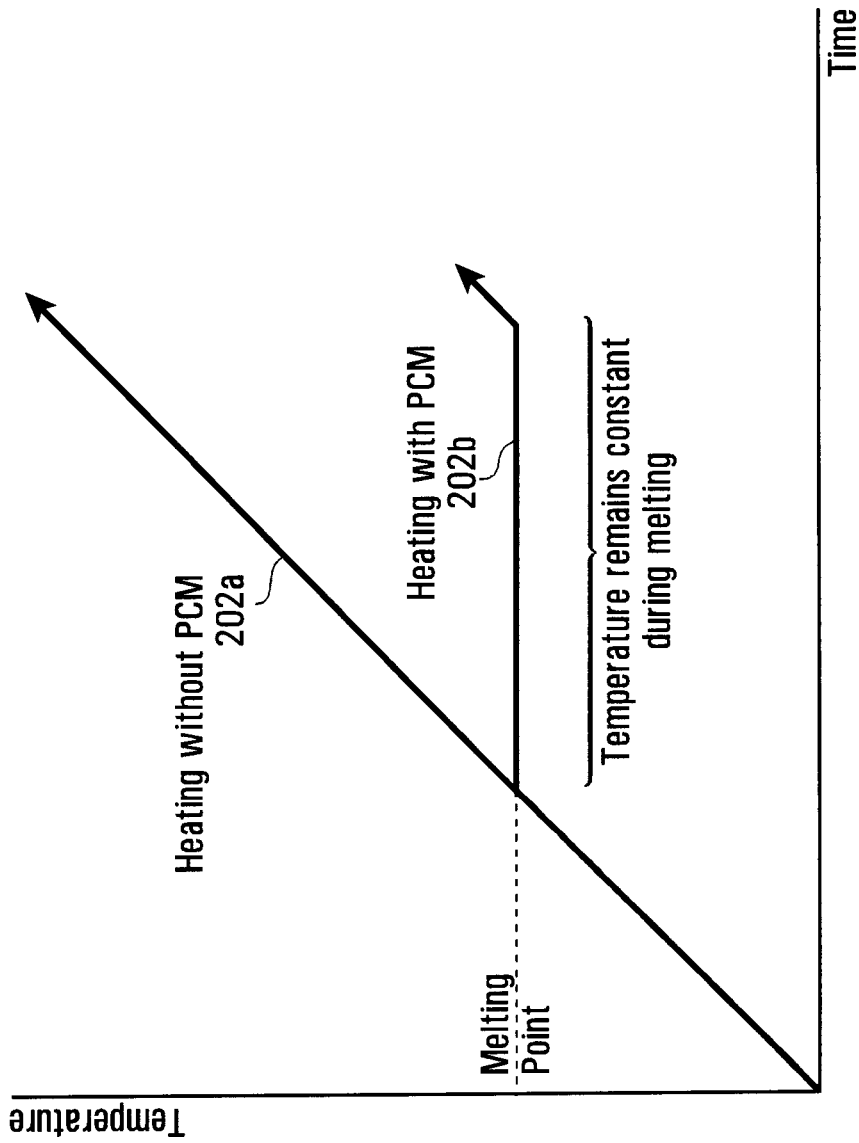 Temperature
Heating without PCM
202a
Heating with PCM
202b
Melting
Point
Temperature remains constant
during melting
Time